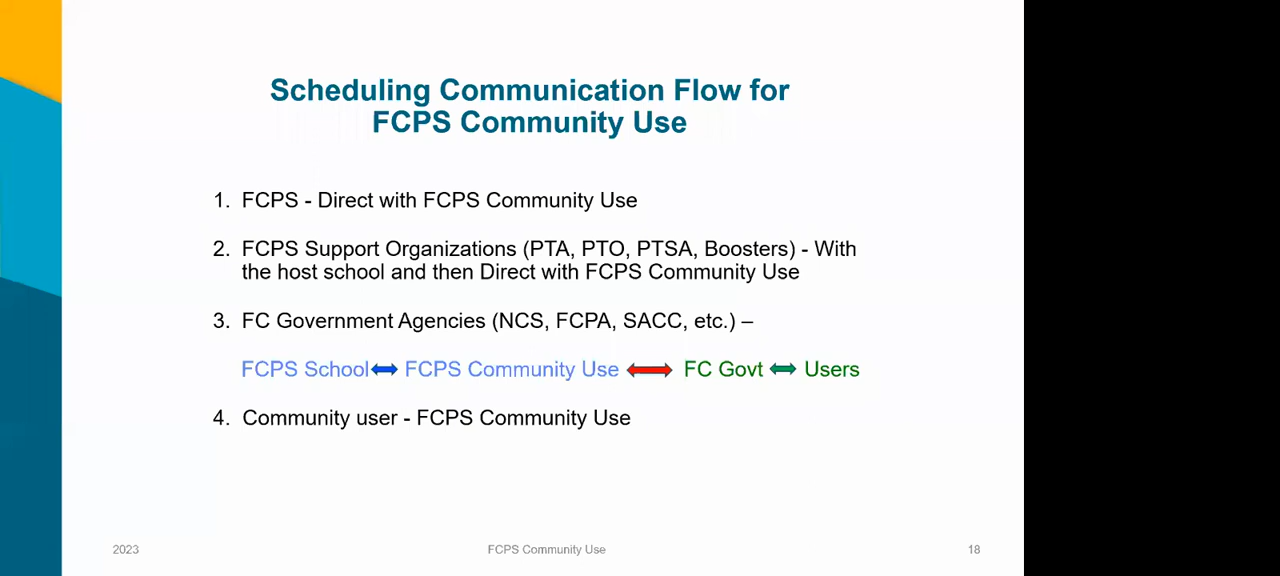 Scheduling Communication Flow for
FCPS Community Use
1. FCPS - Direct with FCPS Community Use
2. FCPS Support Organizations (PTA, PTO, PTSA, Boosters) - With
the host school and then Direct with FCPS Community Use
3. FC Government Agencies (NCS, FCPA, SACC, etc.) –
FCPS School FCPS Community Use FC Govt Users
4. Community user - FCPS Community Use
2023 FCPS Community Use 18